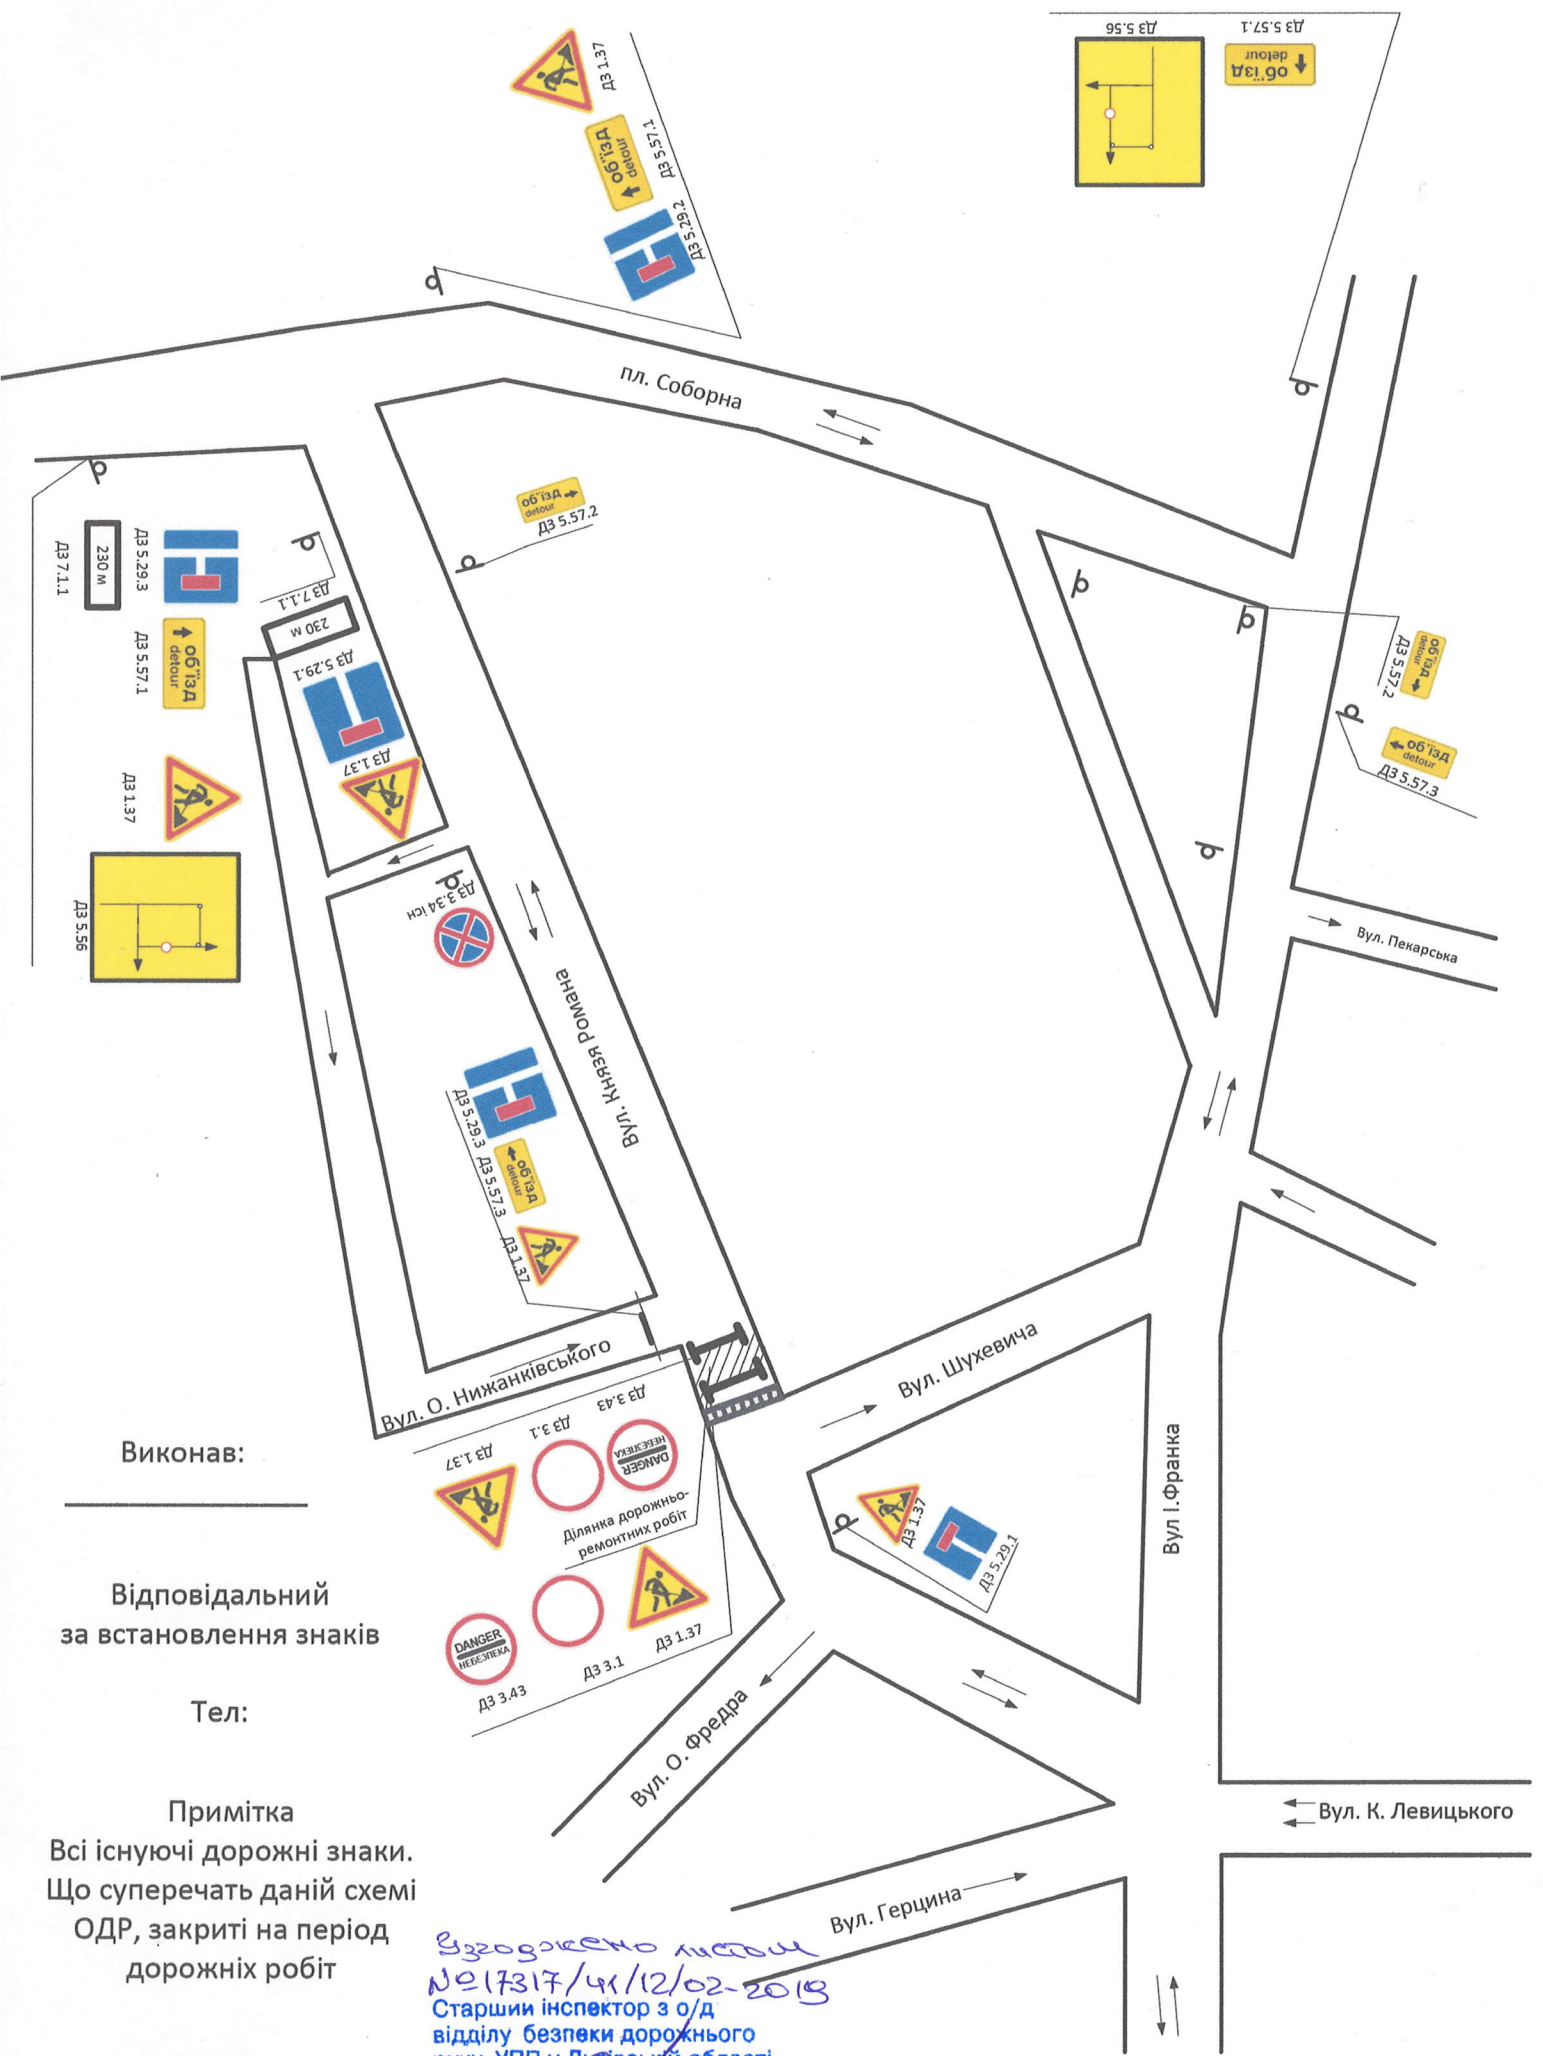 ДЗ 5.56
ДЗ 5.57.1
об'їзд
detour
ДЗ 1.37
об'їзд
detour
ДЗ 5.57.1
ДЗ 5.29.2
пл. Соборна
об'їзд
detour
ДЗ 5.57.2
ДЗ 7.1.1
230 м
ДЗ 5.29.3
об'їзд
detour
ДЗ 5.57.1
ДЗ 1.37
ДЗ 5.56
ДЗ 7.1.1
230 м
ДЗ 5.29.1
ДЗ 1.37
ДЗ 3.34 існ
об'їзд
detour
ДЗ 5.57.2
об'їзд
detour
ДЗ 5.57.3
Вул. Пекарська
Вул. Князя Романа
ДЗ 5.29.3
об'їзд
detour
ДЗ 5.57.3
ДЗ 1.37
Вул. О. Нижанківського
Вул. Шухевича
Вул І.Франка
ДЗ 1.37
ДЗ 3.1
ДЗ 3.43
DANGER
НЕБЕЗПЕКА
Ділянка дорожньо-
ремонтних робіт
DANGER
НЕБЕЗПЕКА
ДЗ 3.43
ДЗ 3.1
ДЗ 1.37
ДЗ 1.37
ДЗ 5.29.1
Вул. О. Фредра
Вул. К. Левицького
Вул. Герцина
Виконав:
Відповідальний
за встановлення знаків
Тел:
Примітка
Всі існуючі дорожні знаки.
Що суперечать даній схемі
ОДР, закриті на період
дорожніх робіт
Узгоджено листом
№17317/41/12/02-2019
Старший інспектор з о/д
відділу безпеки дорожнього